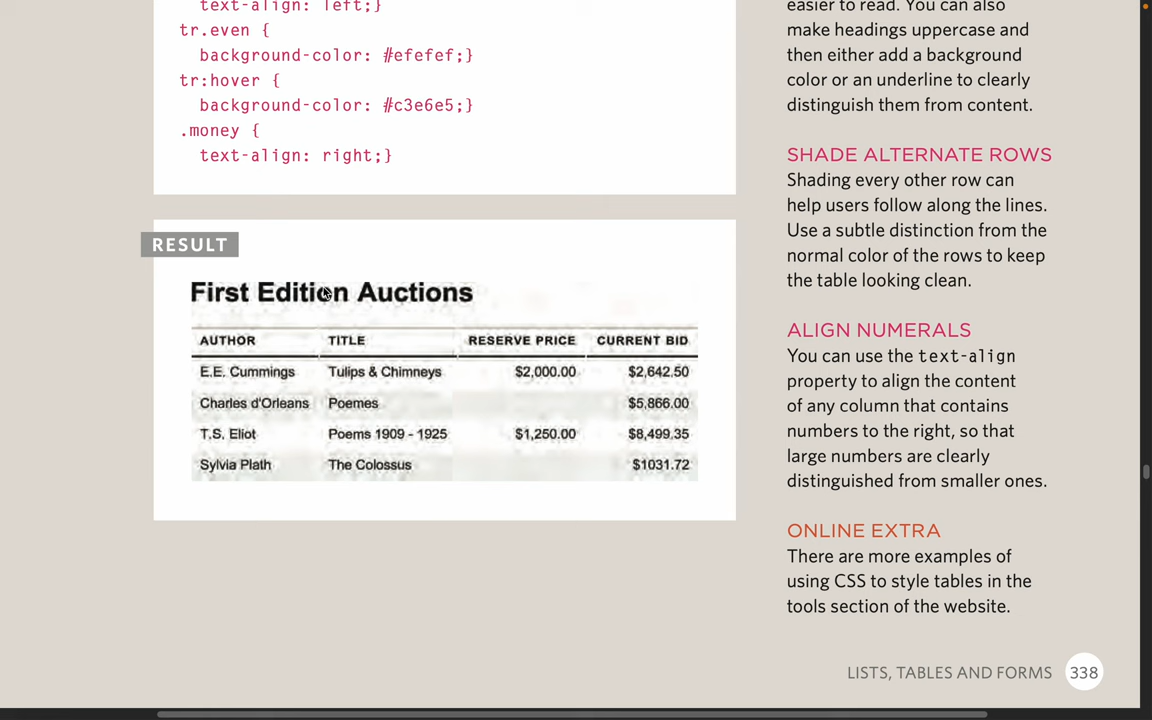 text-align: left;}
tr.even {
background-color: #efefef;}
tr:hover {
background-color: #c3e6e5;}
.money {
text-align: right;}
RESULT
First Edition Auctions
AUTHOR TITLE RESERVE PRICE CURRENT BID
E.E. Cummings Tulips & Chimneys $2,000.00 $2,642.50
Charles d'Orleans Poemes $5,866.00
T.S. Eliot Poems 1909 - 1925 $1,250.00 $8,499.35
Sylvia Plath The Colossus $1031.72
easier to read. You can also
make headings uppercase and
then either add a background
color or an underline to clearly
distinguish them from content.
SHADE ALTERNATE ROWS
Shading every other row can
help users follow along the lines.
Use a subtle distinction from the
normal color of the rows to keep
the table looking clean.
ALIGN NUMERALS
You can use the text-align
property to align the content
of any column that contains
numbers to the right, so that
large numbers are clearly
distinguished from smaller ones.
ONLINE EXTRA
There are more examples of
using CSS to style tables in the
tools section of the website.
LISTS, TABLES AND FORMS 338